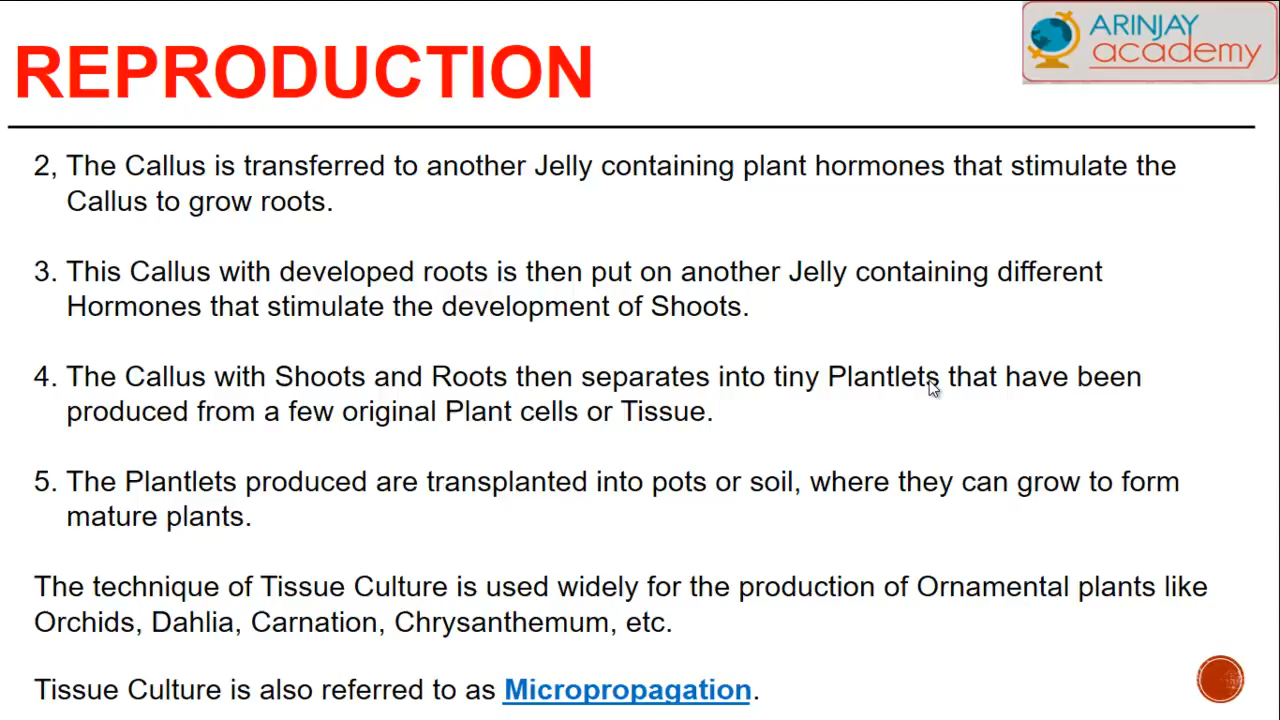 ARINJAY
academy
REPRODUCTION
2, The Callus is transferred to another Jelly containing plant hormones that stimulate the
Callus to grow roots.
3. This Callus with developed roots is then put on another Jelly containing different
Hormones that stimulate the development of Shoots.
4. The Callus with Shoots and Roots then separates into tiny Plantlets that have been
produced from a few original Plant cells or Tissue.
5. The Plantlets produced are transplanted into pots or soil, where they can grow to form
mature plants.
The technique of Tissue Culture is used widely for the production of Ornamental plants like
Orchids, Dahlia, Carnation, Chrysanthemum, etc.
Tissue Culture is also referred to as Micropropagation.